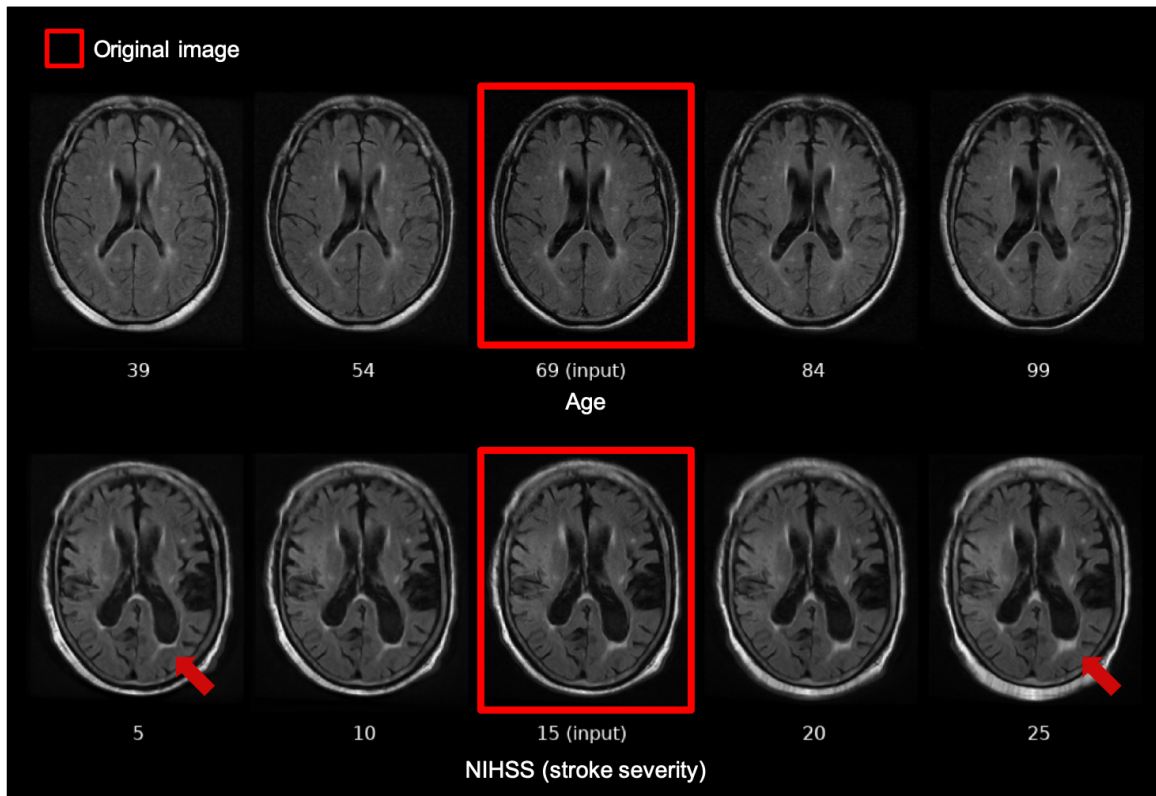 Original image
39 54 69 (input) 84 99
Age
5 10 15 (input) 20 25
NIHSS (stroke severity)